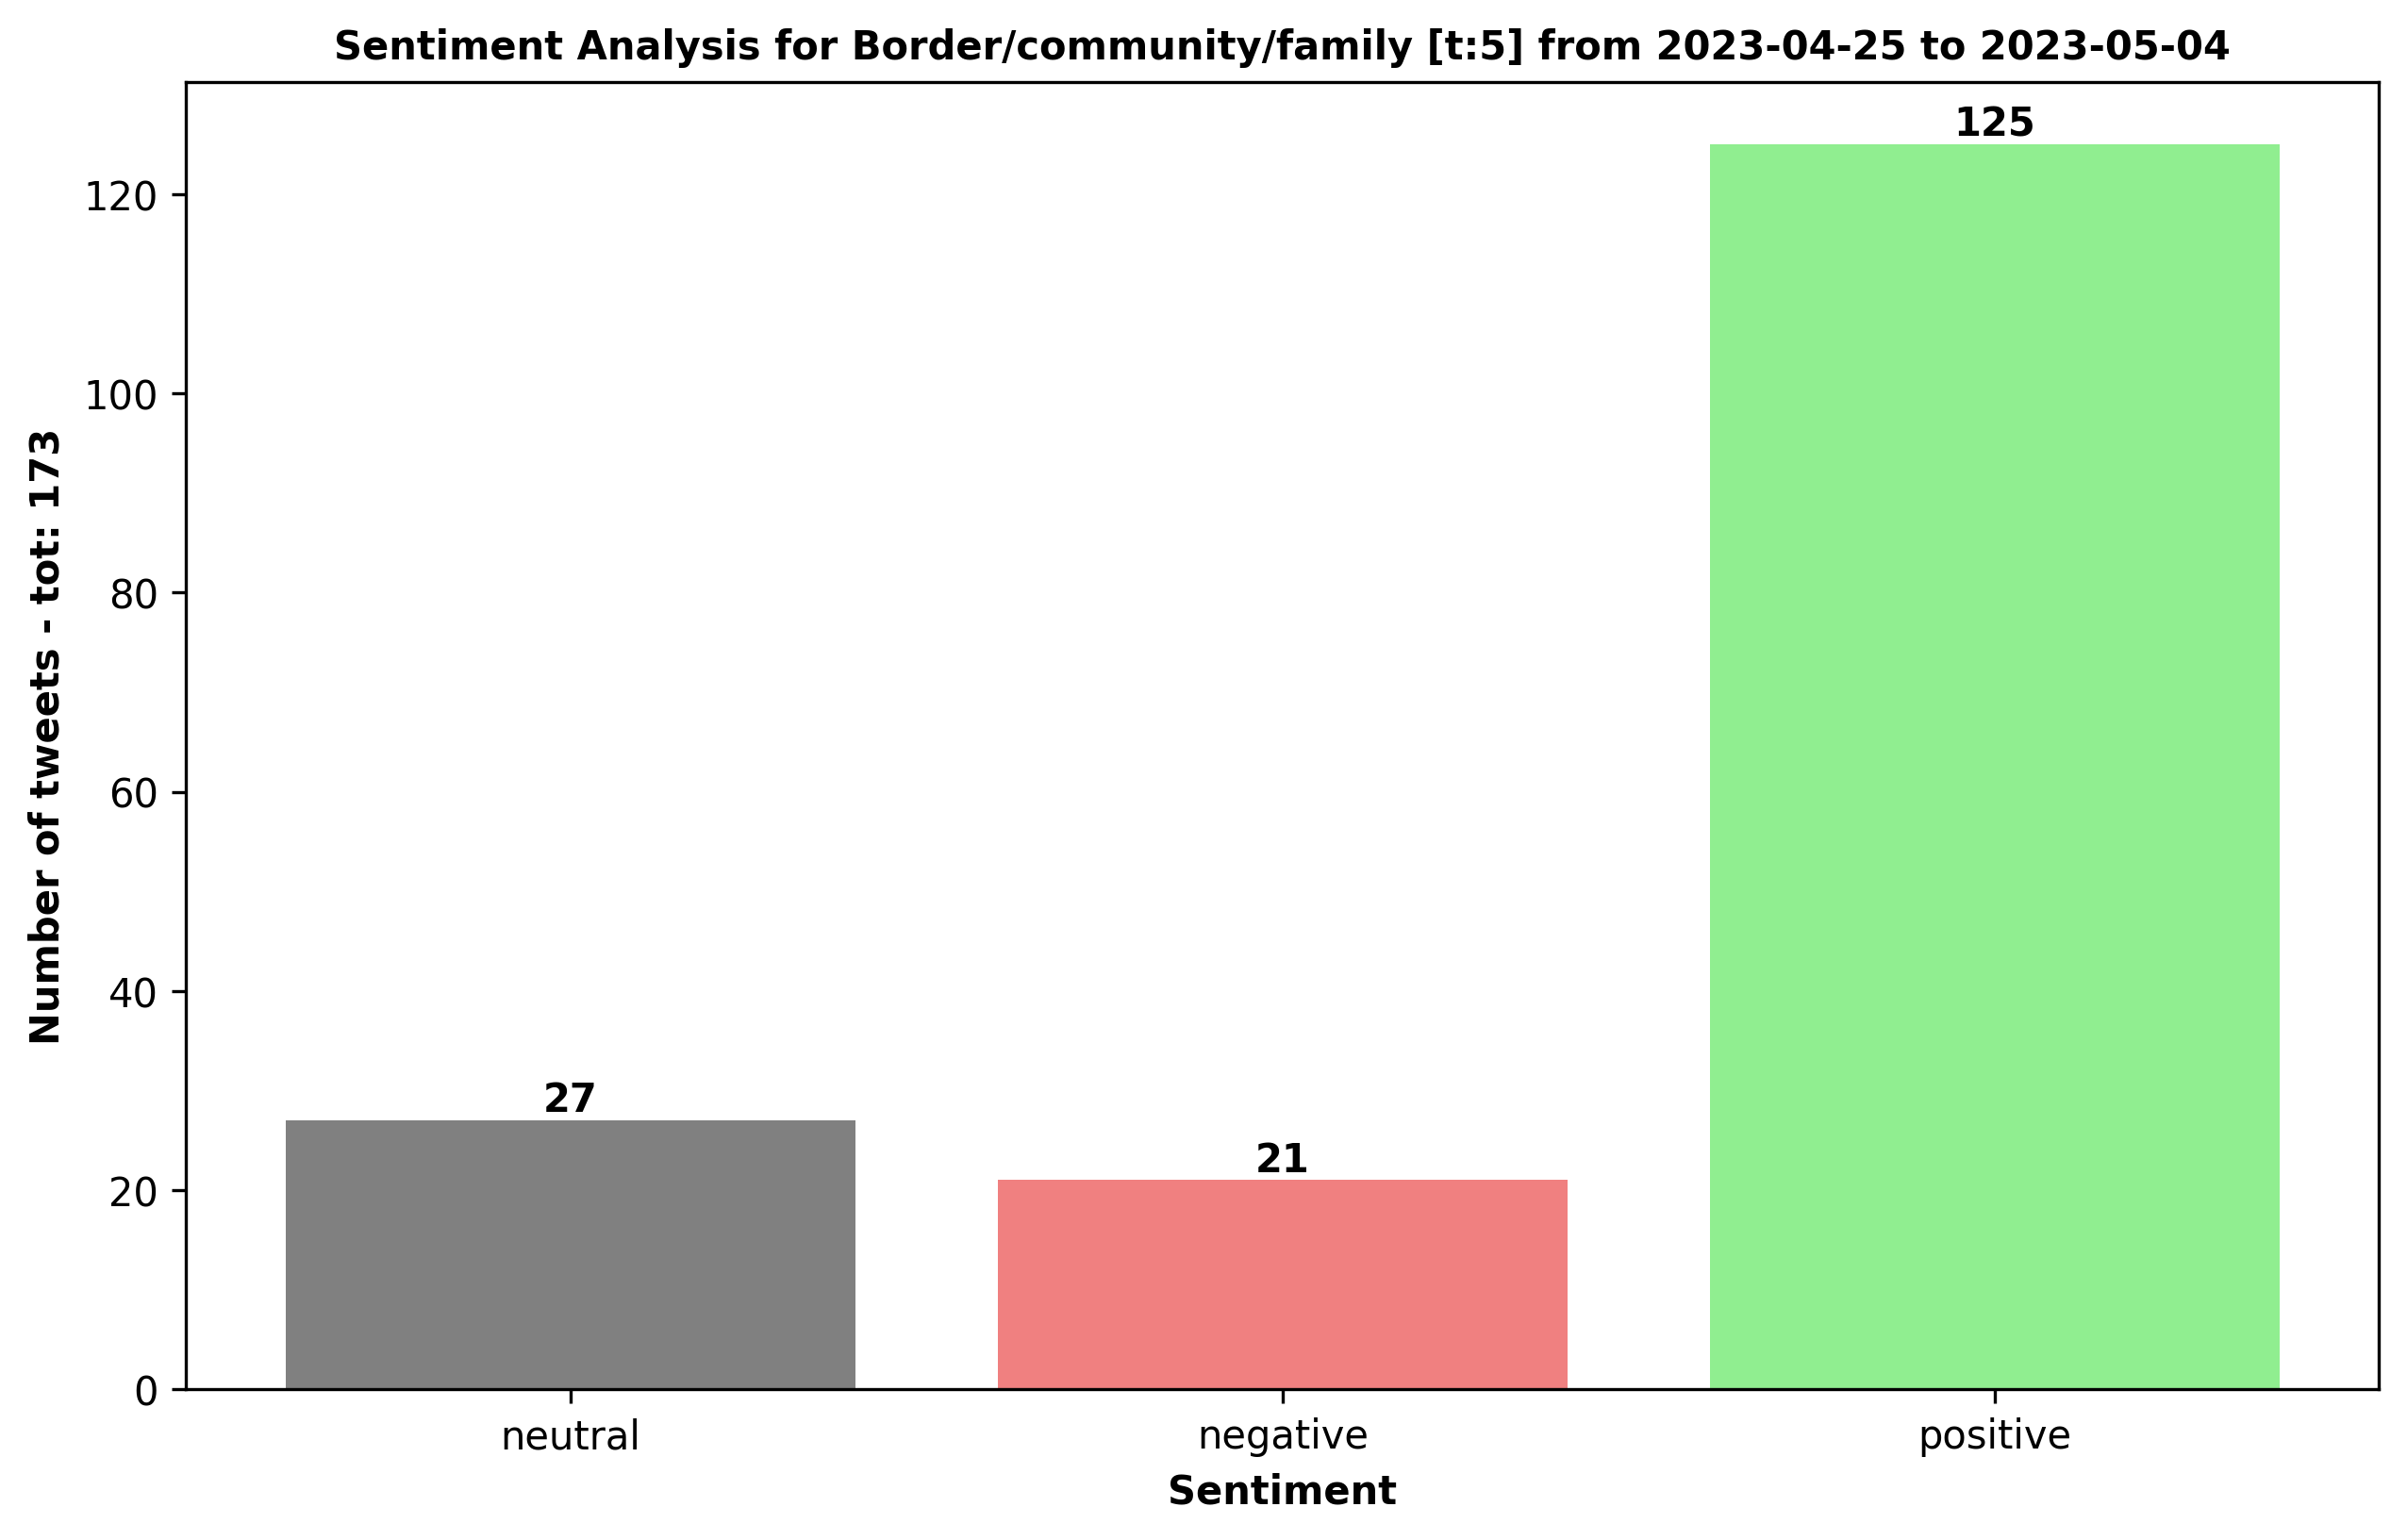 Sentiment Analysis for Border/community/family [t:5] from 2023-04-25 to 2023-05-04
Number of tweets - tot: 173
120
100
80
60
40
20
0
27
21
125
neutral
negative
positive
Sentiment